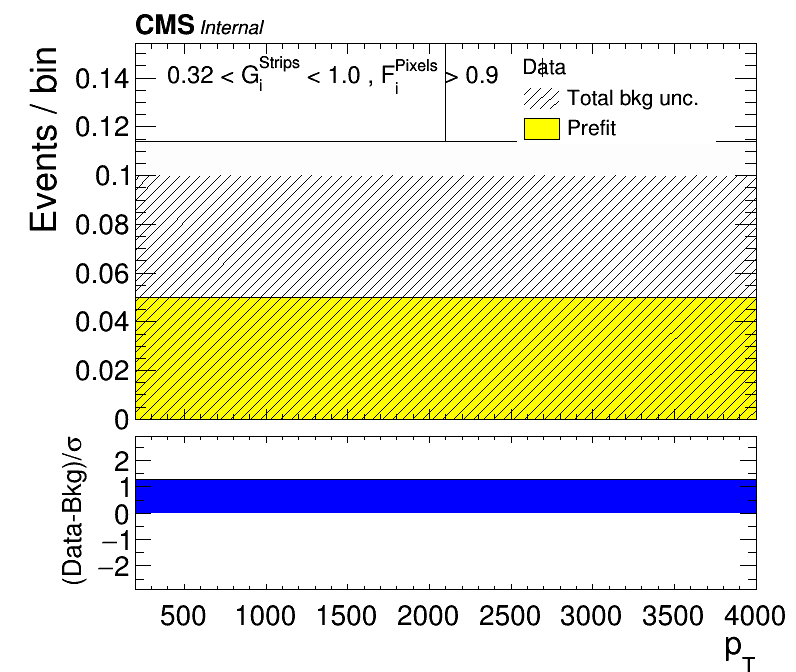 CMS Internal
Events / bin
0.32 < G_i^Strips < 1.0 , F_i^Pixels > 0.9
Data
Total bkg unc.
Prefit
0.14
0.12
0.1
0.08
0.06
0.04
0.02
0
(Data-Bkg)/σ
2
1
0
−1
−2
500 1000 1500 2000 2500 3000 3500 4000
p_T